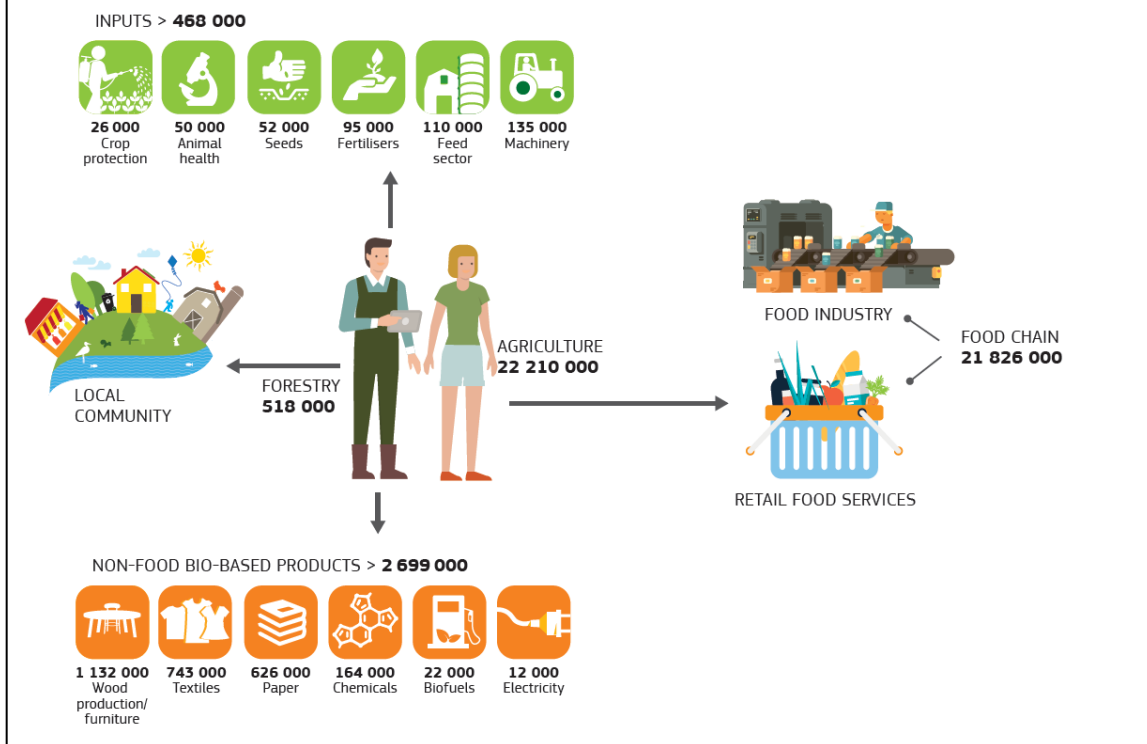 INPUTS > 468 000
26 000
Crop
protection
50 000
Animal
health
52 000
Seeds
95 000
Fertilisers
110 000
Feed
sector
135 000
Machinery
LOCAL
COMMUNITY
FORESTRY
518 000
AGRICULTURE
22 210 000
FOOD INDUSTRY
FOOD CHAIN
21 826 000
RETAIL FOOD SERVICES
NON-FOOD BIO-BASED PRODUCTS > 2 699 000
1 132 000
Wood
production/
furniture
743 000
Textiles
626 000
Paper
164 000
Chemicals
22 000
Biofuels
12 000
Electricity